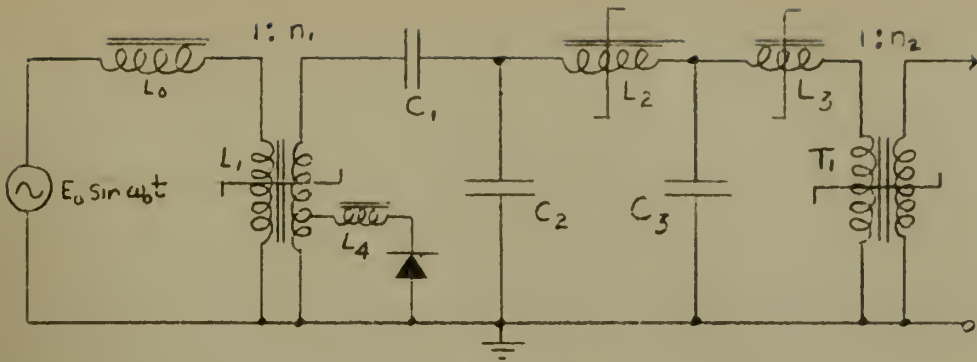 1:n₁
1:n₂
L₀
C₁
L₂
L₃
L₁
T₁
E₀ sin ω₀t
L₄
C₂
C₃